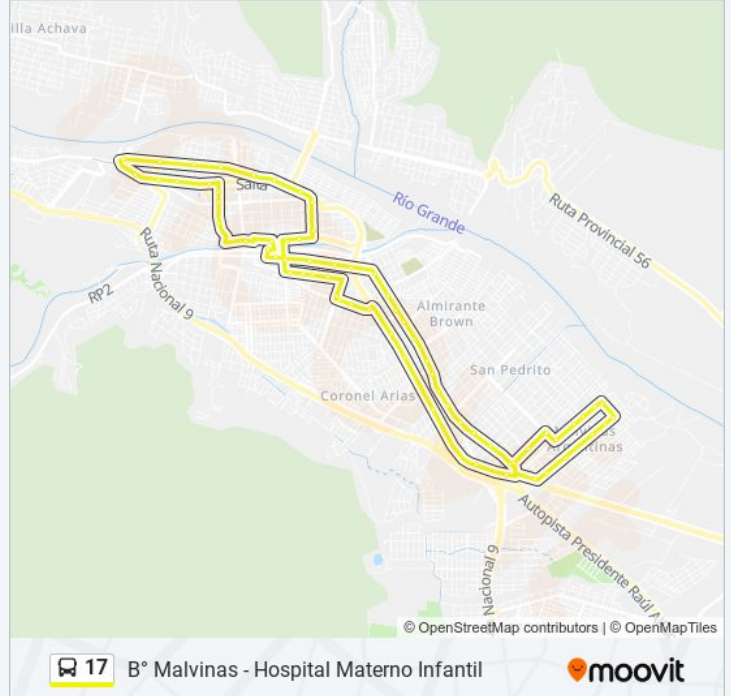 illa Achava
Salta
Río Grande
Ruta Provincial 56
Ruta Nacional 9
RP2
Almirante
Brown
San Pedrito
Coronel Arias
Argentinas
Autopista Presidente Raúl A
Nacional 9
© OpenStreetMap contributors | © OpenMapTiles
17 B° Malvinas - Hospital Materno Infantil
moovit